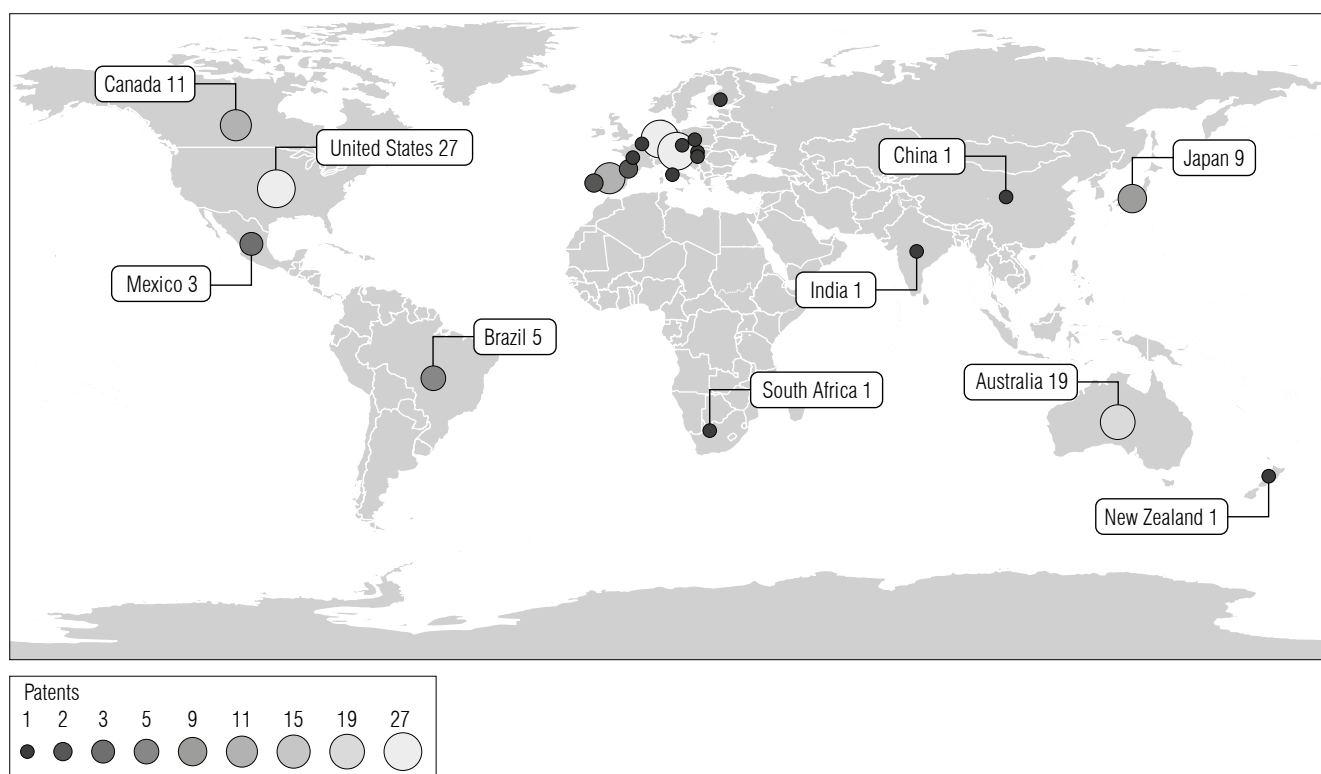 Canada 11
United States 27
China 1
Japan 9
Mexico 3
India 1
Brazil 5
South Africa 1
Australia 19
New Zealand 1
Patents
1 2 3 5 9 11 15 19 27